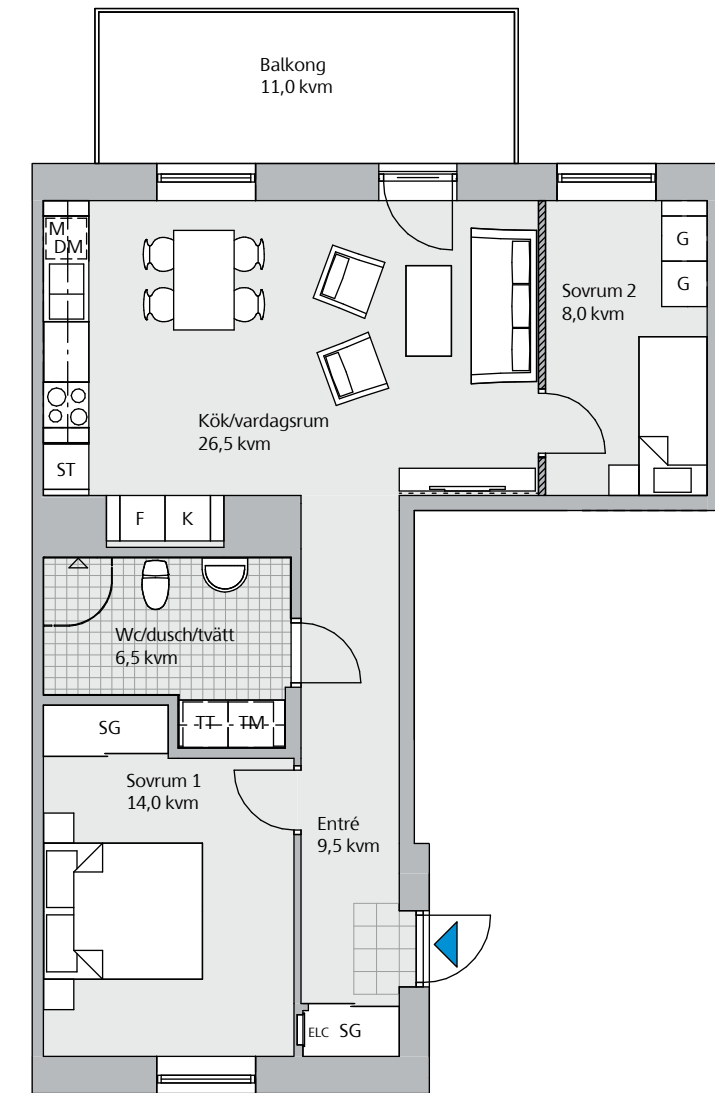 Balkong
11,0 kvm
M
DM
G
G
Sovrum 2
8,0 kvm
Kök/vardagsrum
26,5 kvm
ST
F K
Wc/dusch/tvätt
6,5 kvm
TT TM
SG
Sovrum 1
14,0 kvm
Entré
9,5 kvm
ELC SG